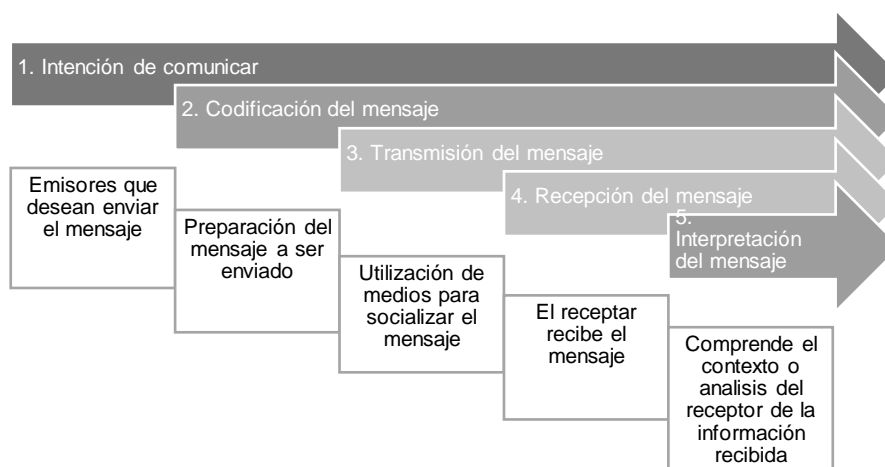 1. Intención de comunicar
2. Codificación del mensaje
3. Transmisión del mensaje
4. Recepción del mensaje
5.
Interpretación
del mensaje
Emisores que
desean enviar
el mensaje
Preparación del
mensaje a ser
enviado
Utilización de
medios para
socializar el
mensaje
El receptar
recibe el
mensaje
Comprende el
contexto o
analisis del
receptor de la
información
recibida